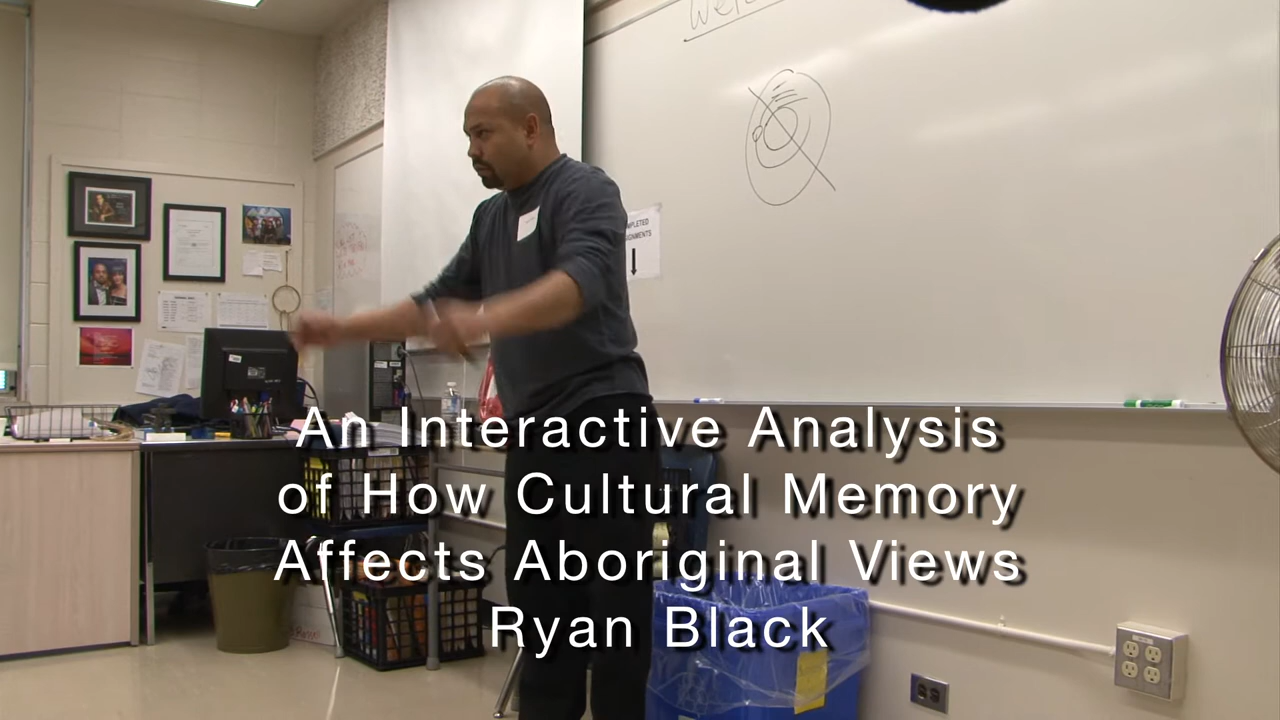 An Interactive Analysis
of How Cultural Memory
Affects Aboriginal Views
Ryan Black